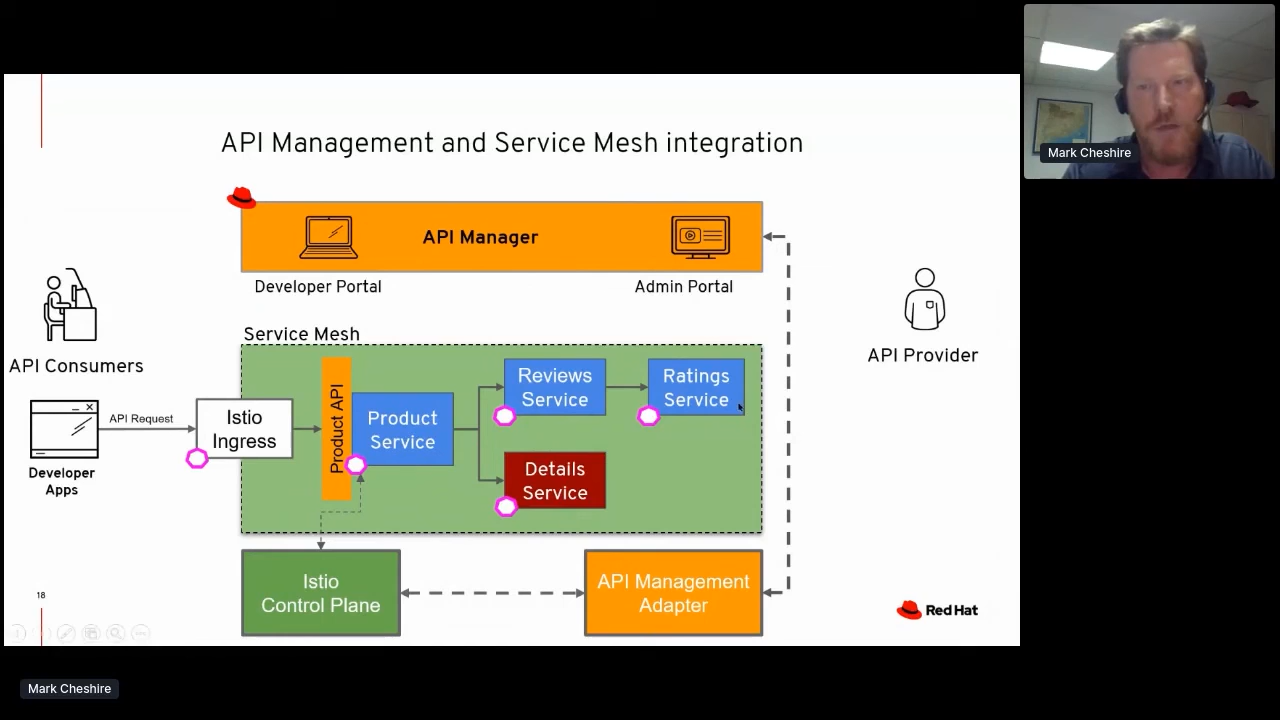 API Management and Service Mesh integration
API Manager
Developer Portal
Admin Portal
API Consumers
API Provider
Service Mesh
API Request
Developer
Apps
Istio
Ingress
Product API
Product
Service
Reviews
Service
Ratings
Service
Details
Service
Istio
Control Plane
API Management
Adapter
18
Red Hat
Mark Cheshire
Mark Cheshire